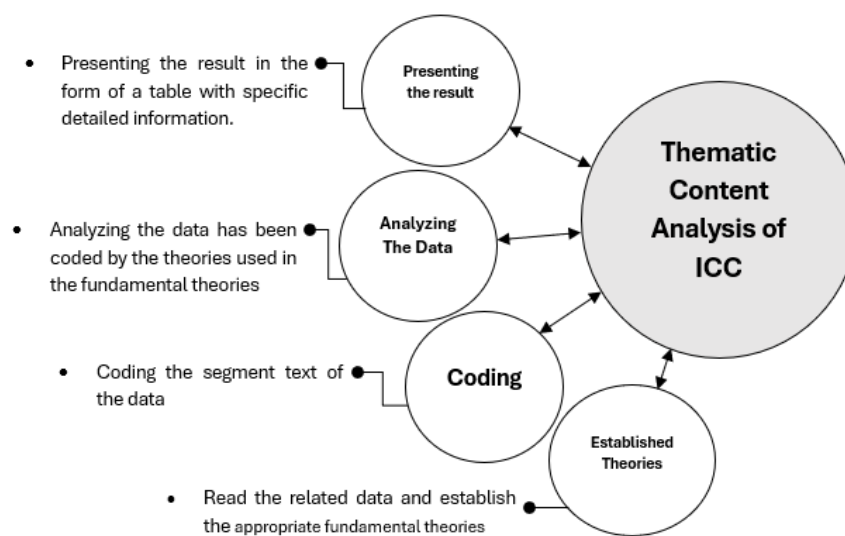 • Presenting the result in the
form of a table with specific
detailed information.
Presenting
the result
Thematic
Content
Analysis of
ICC
• Analyzing the data has been
coded by the theories used in
the fundamental theories
Analyzing
The Data
• Coding the segment text of
the data
Coding
Established
Theories
• Read the related data and establish
the appropriate fundamental theories